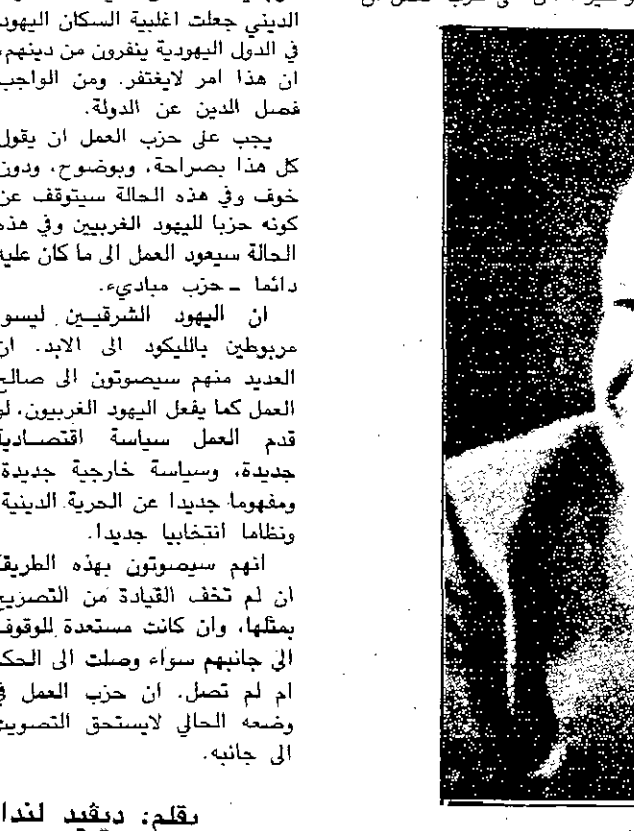 الديني جعلت اغلبية السكان اليهود
في الدول اليهودية ينفرون من دينهم،
ان هذا امر لايغتفر. ومن الواجب
فصل الدين عن الدولة.
يجب على حزب العمل ان يقول
كل هذا بصراحة، وبوضوح، ودون
خوف وفي هذه الحالة سيتوقف عن
كونه حزبا لليهود الغربيين وفي هذه
الحالة سيعود العمل الى ما كان عليه
دائما ــ حزب مباديء.
ان اليهود الشرقيين ليسو
مربوطين بالليكود الى الابد. ان
العديد منهم سيصوتون الى صالح
العمل كما يفعل اليهود الغربيون، لو
قدم العمل سياسة اقتصادية
جديدة، وسياسة خارجية جديدة
ومفهوما جديدا عن الحرية الدينية
ونظاما انتخابيا جديدا.
انهم سيصوتون بهذه الطريقة
ان لم تخف القيادة من التصريح
بمثلها، وان كانت مستعدة للوقوف
الى جانبهم سواء وصلت الى الحكم
ام لم تصل. ان حزب العمل في
وضعه الحالي لايستحق التصويت
الى جانبه.
بقلم: ديڤيد لندا